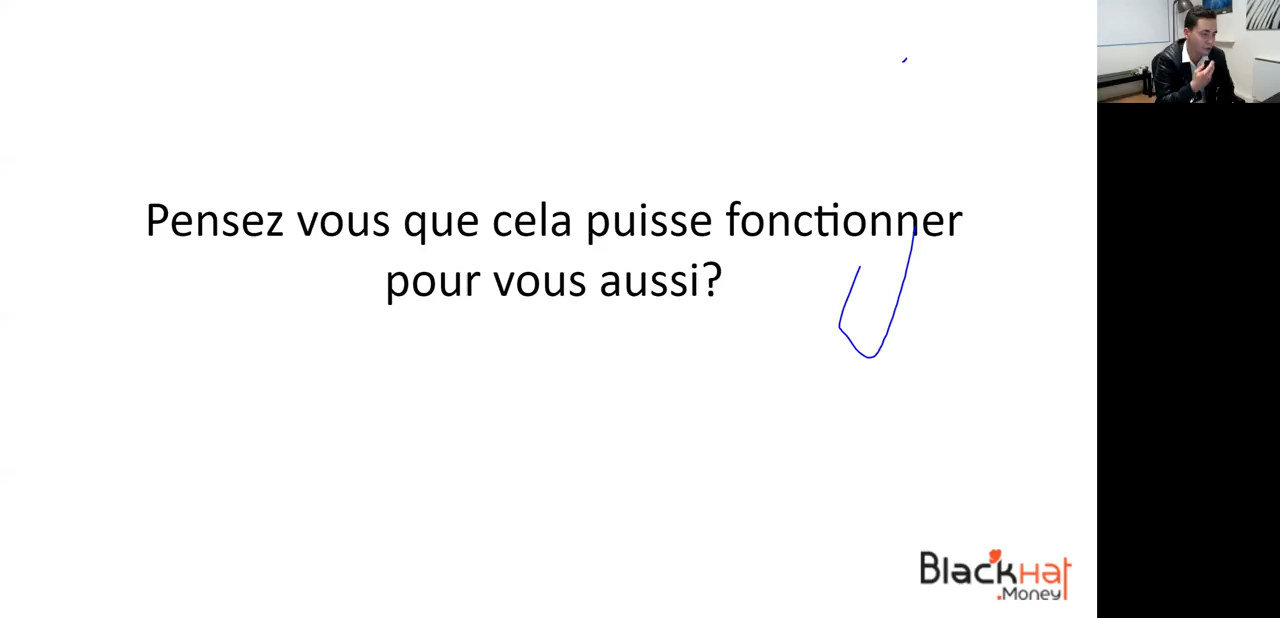 Pensez vous que cela puisse fonctionner
pour vous aussi?
BlackHat
.Money